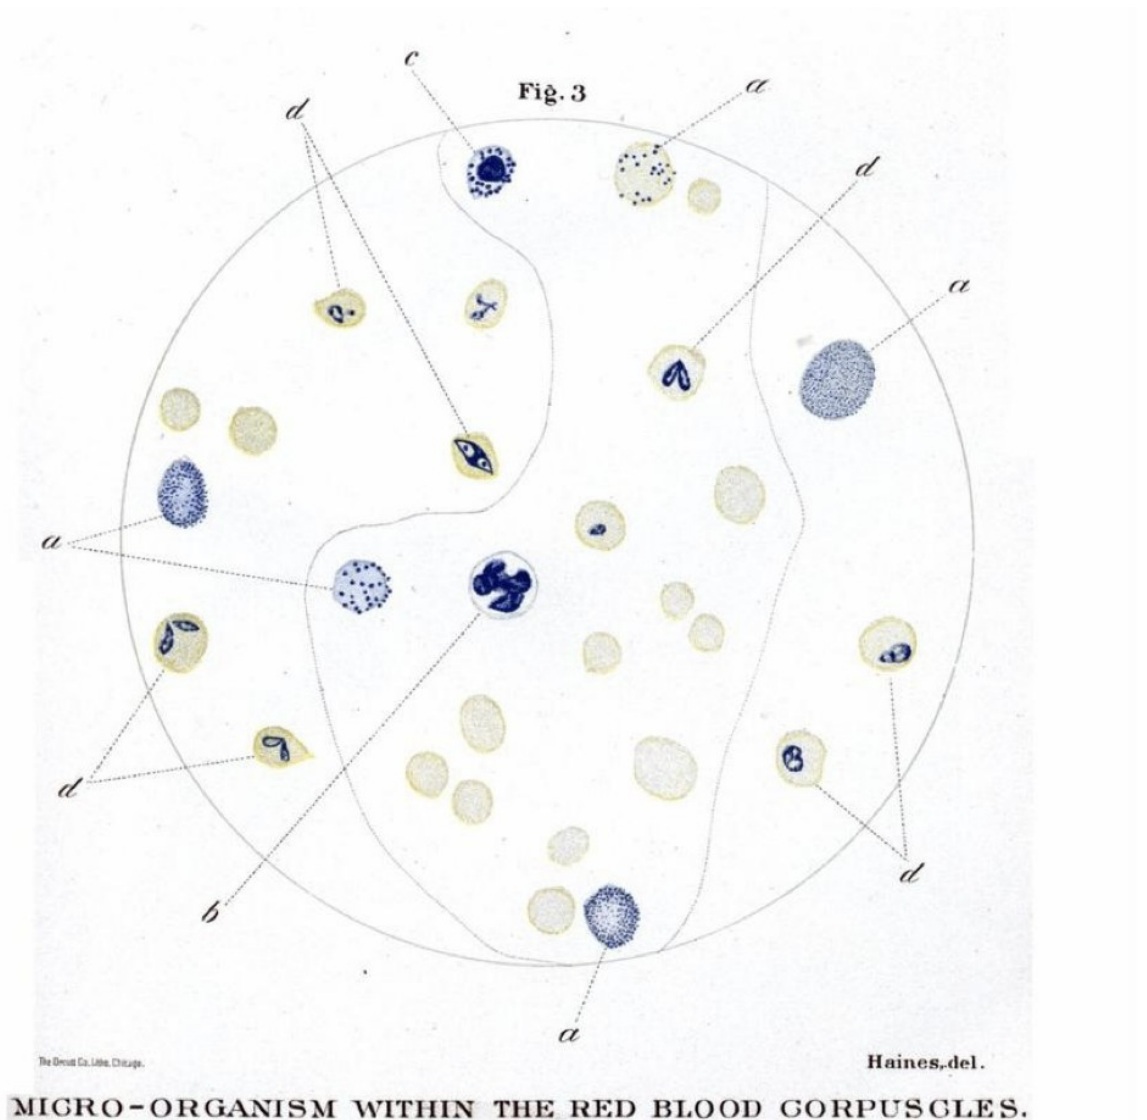 c
Fig. 3
a
d
d
a
a
d
b
d
a
The Orcutt Co. Litho. Chicago.
Haines, del.
MICRO-ORGANISM WITHIN THE RED BLOOD CORPUSCLES.